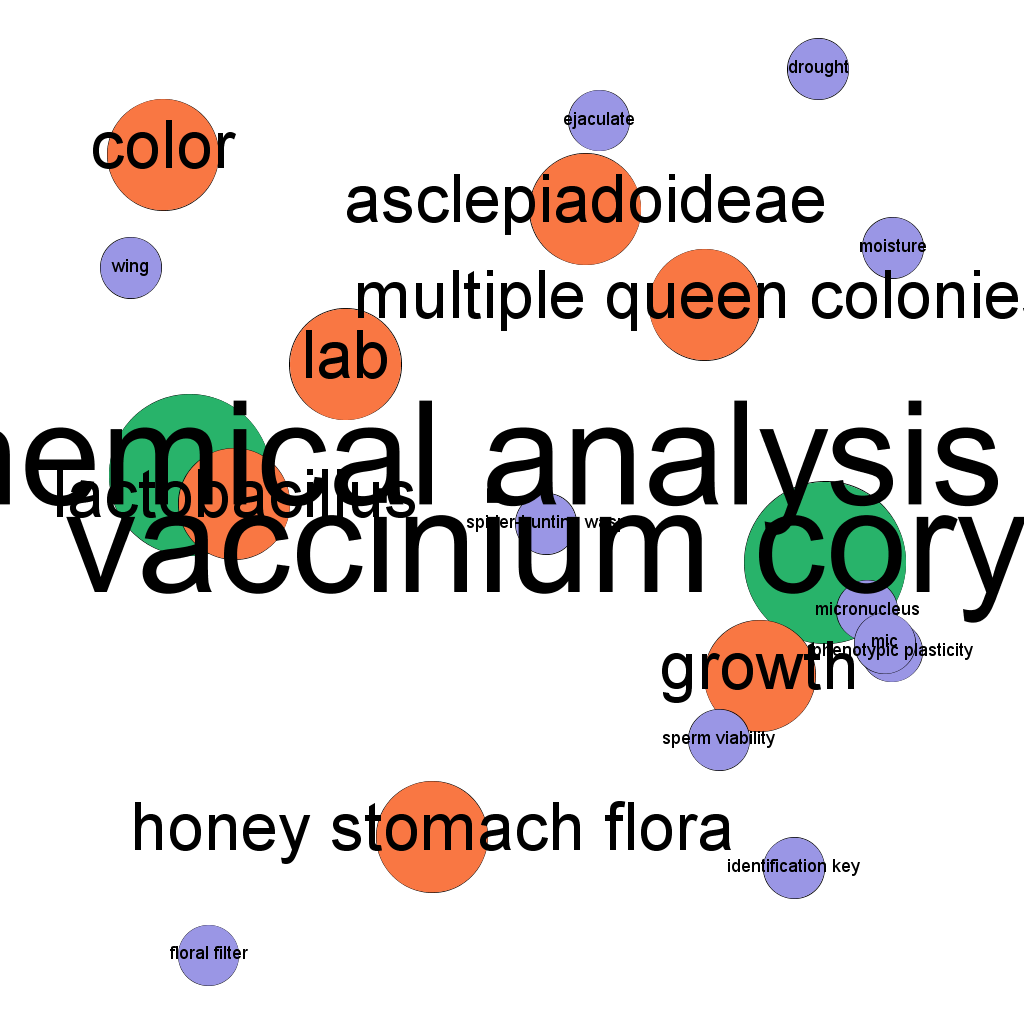 drought
ejaculate
color
asclepiadoideae
moisture
wing
multiple queen colonies
lab
hemical analysis
lactobacillus
spider-hunting wasp
vaccinium cory
micronucleus
mic
phenotypic plasticity
growth
sperm viability
honey stomach flora
identification key
floral filter